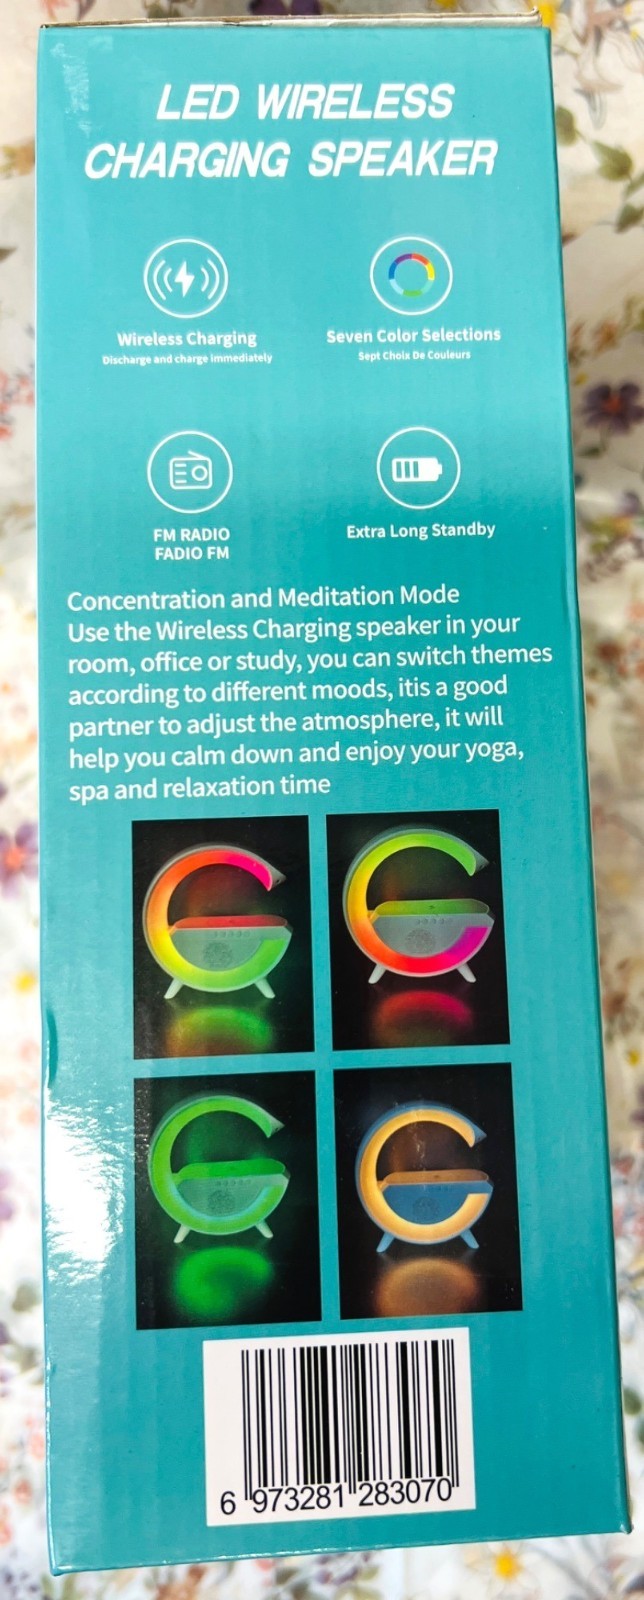 LED WIRELESS
CHARGING SPEAKER
Wireless Charging
Discharge and charge immediately
Seven Color Selections
Sept Choix De Couleurs
FM RADIO
FADIO FM
Extra Long Standby
Concentration and Meditation Mode
Use the Wireless Charging speaker in your
room, office or study, you can switch themes
according to different moods, itis a good
partner to adjust the atmosphere, it will
help you calm down and enjoy your yoga,
spa and relaxation time
6 973281 283070